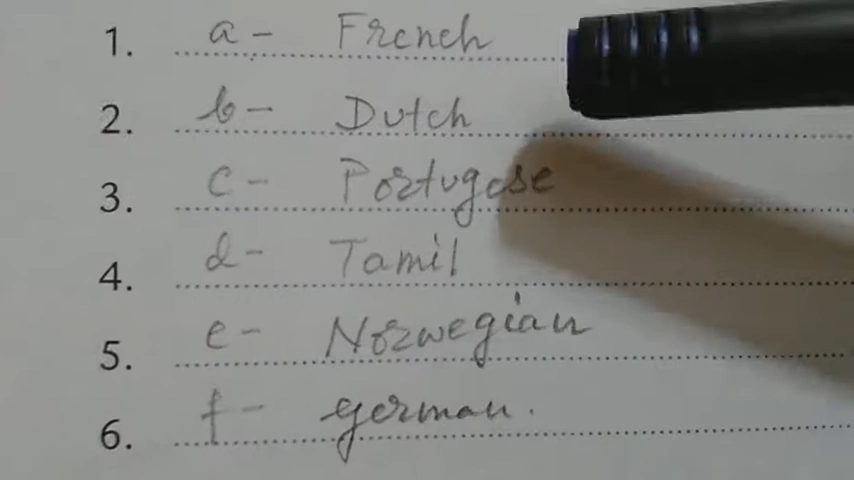 1. a- French
2. b- Dutch
3. c- Portugese
4. d- Tamil
5. e- Norwegian
6. f- german.